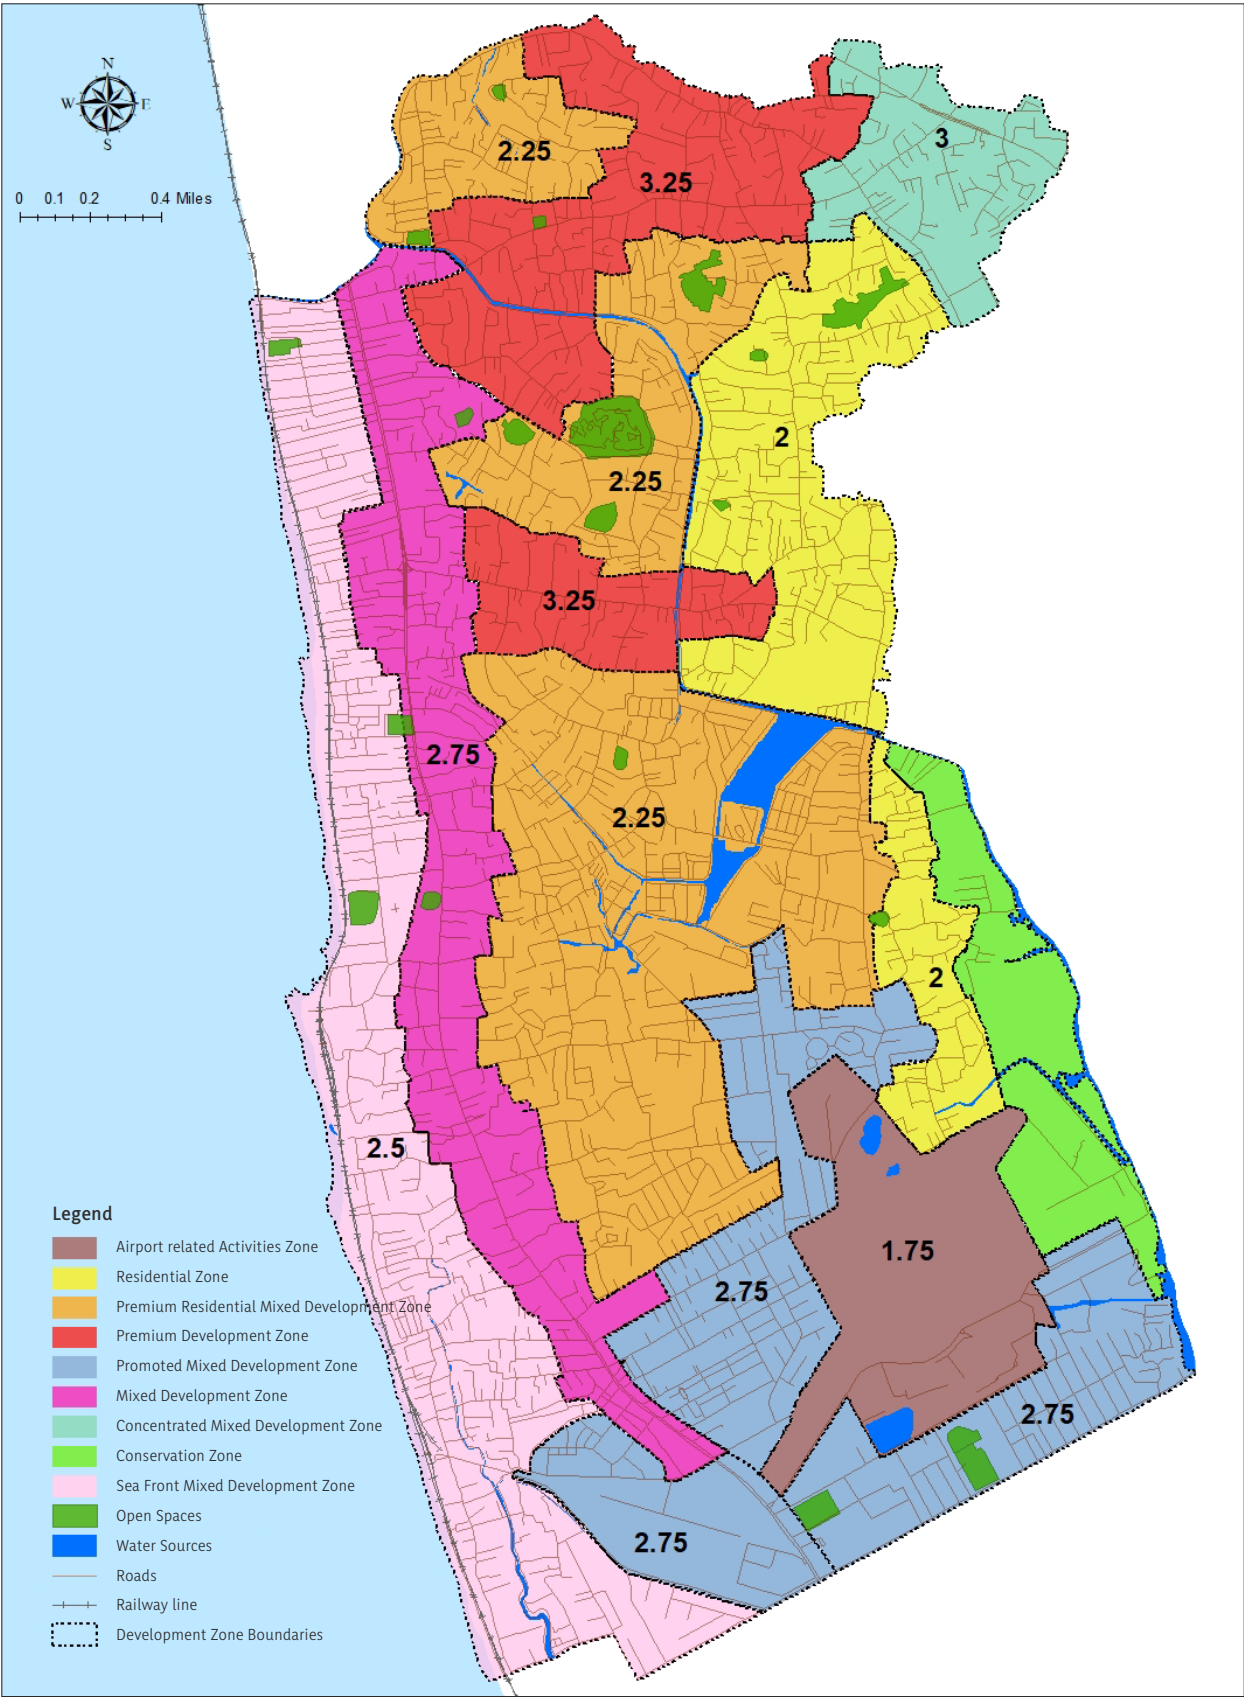 N
W E
S
0 0.1 0.2 0.4 Miles
2.25
3
3.25
2
2.25
3.25
2.75
2.25
2
2.5
1.75
2.75
2.75
2.75
Legend
Airport related Activities Zone
Residential Zone
Premium Residential Mixed Development Zone
Premium Development Zone
Promoted Mixed Development Zone
Mixed Development Zone
Concentrated Mixed Development Zone
Conservation Zone
Sea Front Mixed Development Zone
Open Spaces
Water Sources
Roads
Railway line
Development Zone Boundaries